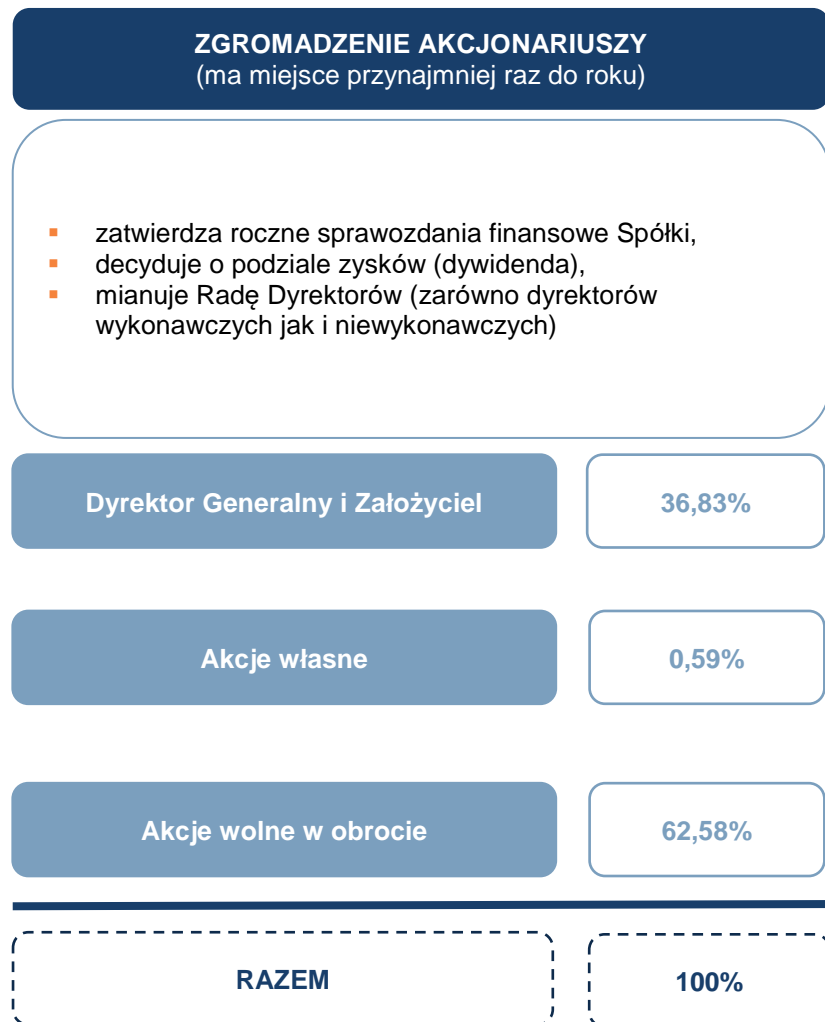 ZGROMADZENIE AKCJONARIUSZY
(ma miejsce przynajmniej raz do roku)
▪ zatwierdza roczne sprawozdania finansowe Spółki,
▪ decyduje o podziale zysków (dywidenda),
▪ mianuje Radę Dyrektorów (zarówno dyrektorów
wykonawczych jak i niewykonawczych)
Dyrektor Generalny i Założyciel 36,83%
Akcje własne 0,59%
Akcje wolne w obrocie 62,58%
RAZEM 100%